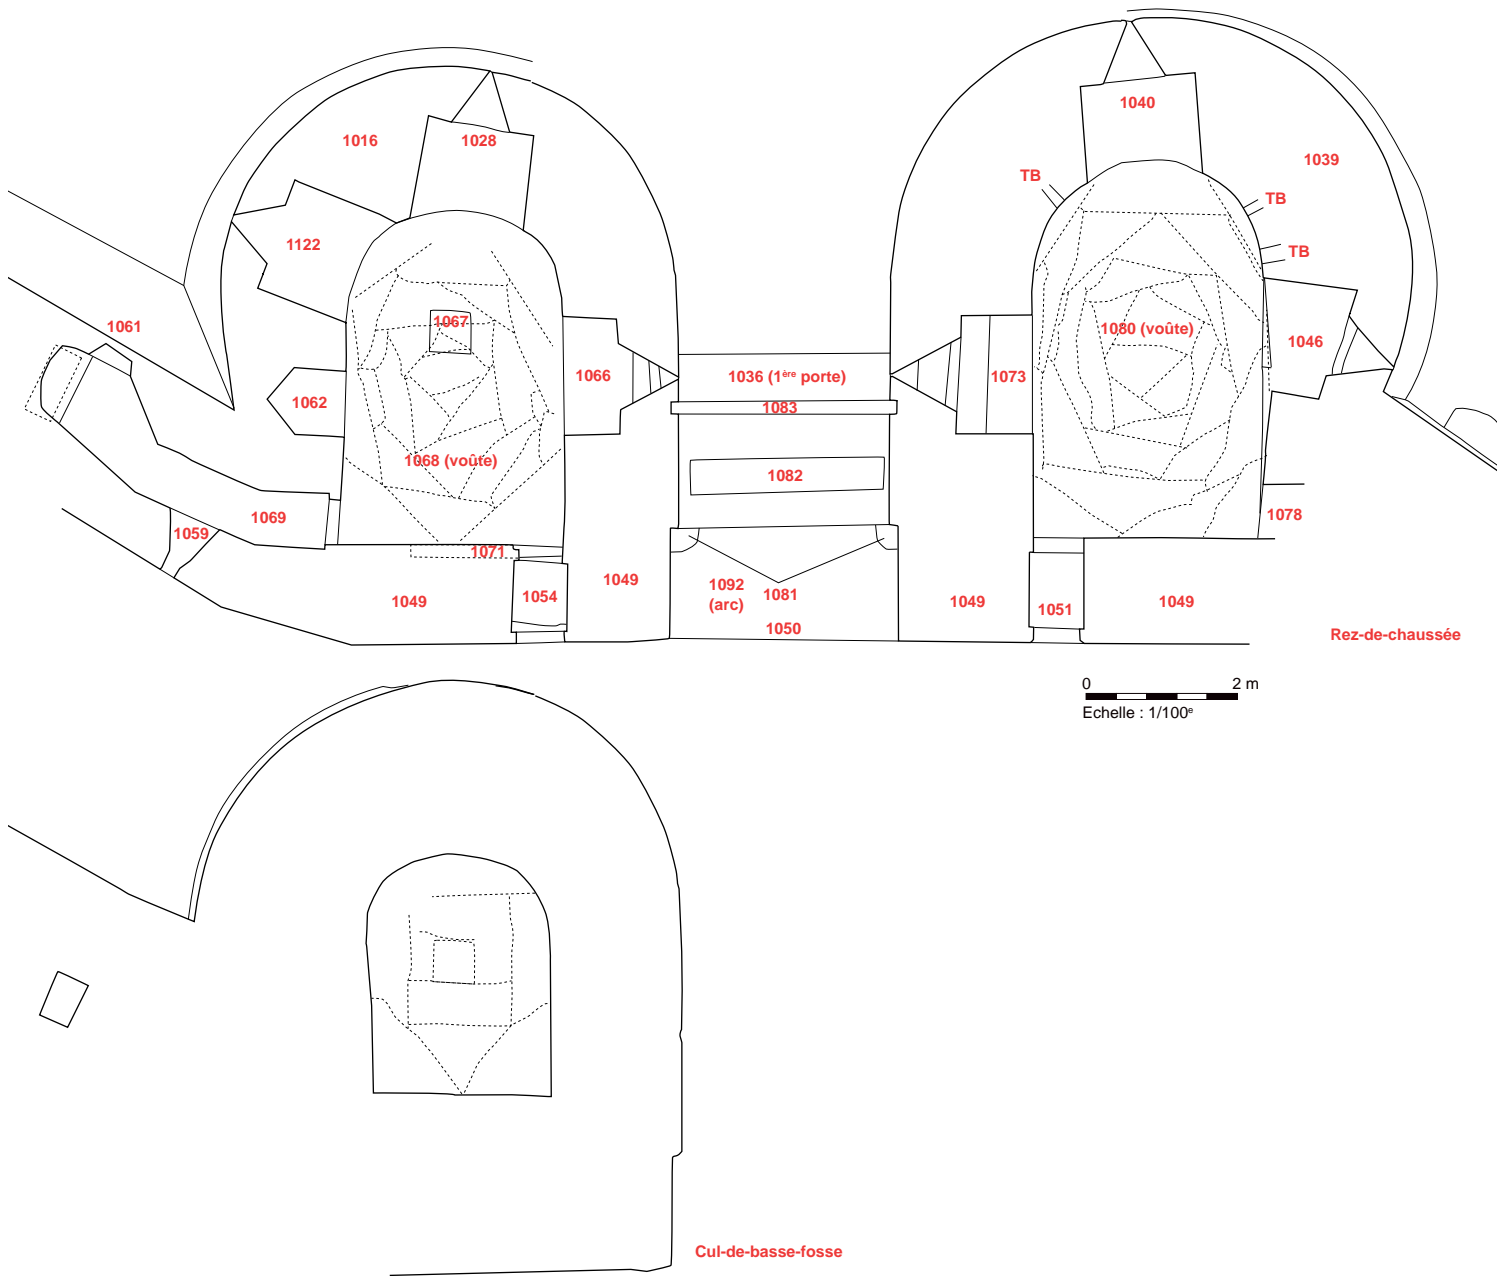 1040
1016
1028
1039
TB
TB
1122
TB
1061
1067
1080 (voûte)
1046
1066
1036 (1ère porte)
1073
1062
1083
1068 (voûte)
1082
1069
1078
1059
1071
1049
1054
1049
1092
(arc)
1081
1049
1051
1049
1050
Rez-de-chaussée
0 2 m
Echelle : 1/100e
Cul-de-basse-fosse